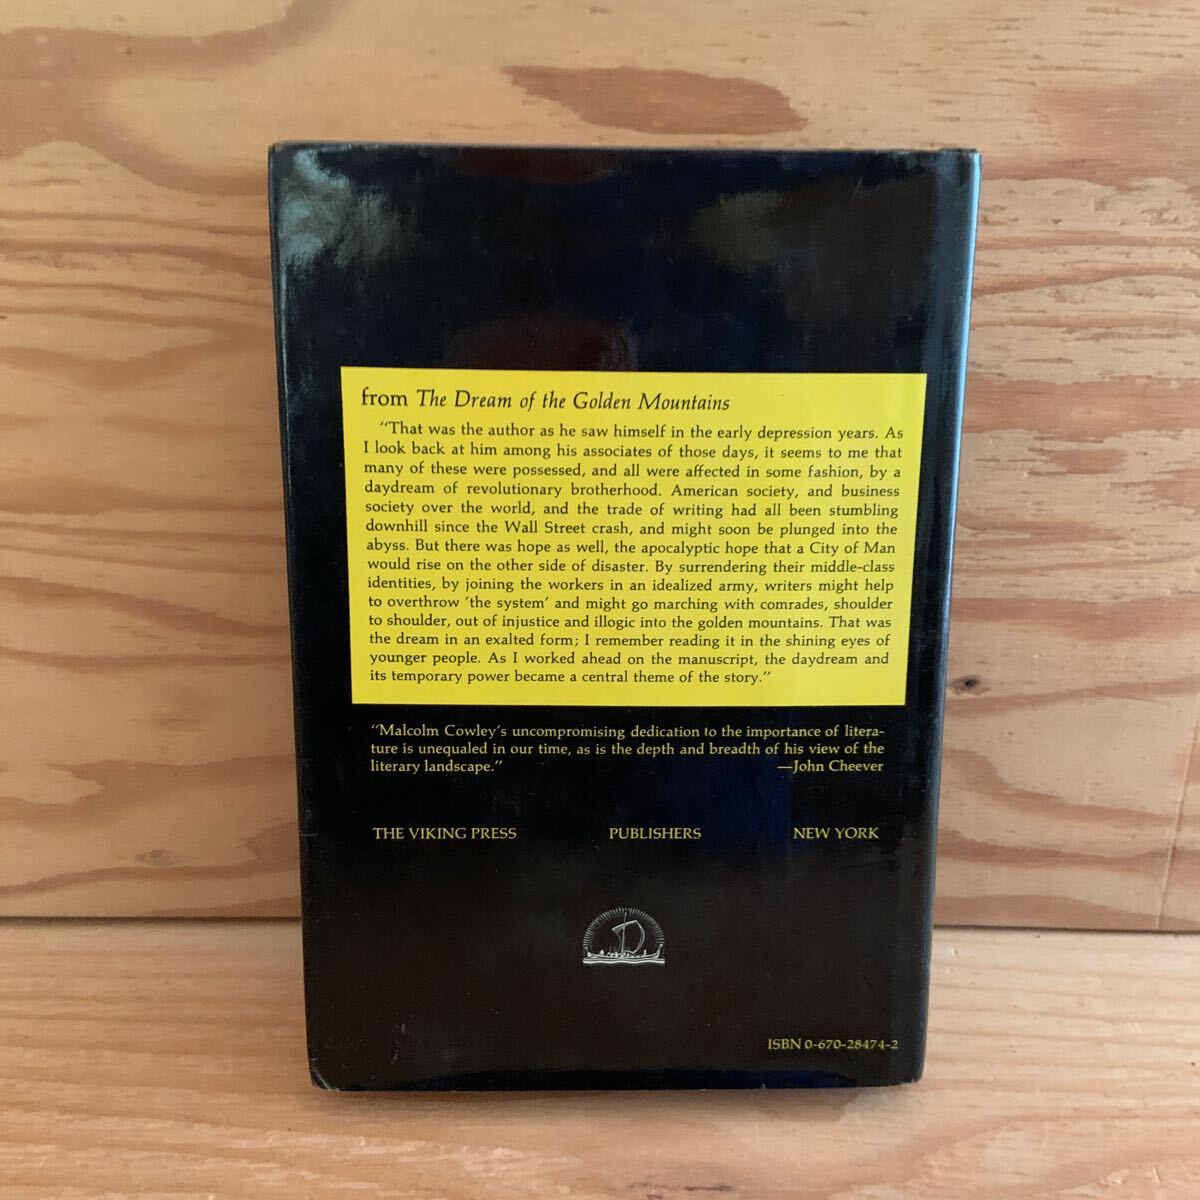 from The Dream of the Golden Mountains
"That was the author as he saw himself in the early depression years. As
I look back at him among his associates of those days, it seems to me that
many of these were possessed, and all were affected in some fashion, by a
daydream of revolutionary brotherhood. American society, and business
society over the world, and the trade of writing had all been stumbling
downhill since the Wall Street crash, and might soon be plunged into the
abyss. But there was hope as well, the apocalyptic hope that a City of Man
would rise on the other side of disaster. By surrendering their middle-class
identities, by joining the workers in an idealized army, writers might help
to overthrow 'the system' and might go marching with comrades, shoulder
to shoulder, out of injustice and illogic into the golden mountains. That was
the dream in an exalted form; I remember reading it in the shining eyes of
younger people. As I worked ahead on the manuscript, the daydream and
its temporary power became a central theme of the story."
"Malcolm Cowley's uncompromising dedication to the importance of litera-
ture is unequaled in our time, as is the depth and breadth of his view of the
literary landscape." —John Cheever
THE VIKING PRESS PUBLISHERS NEW YORK
ISBN 0-670-28474-2